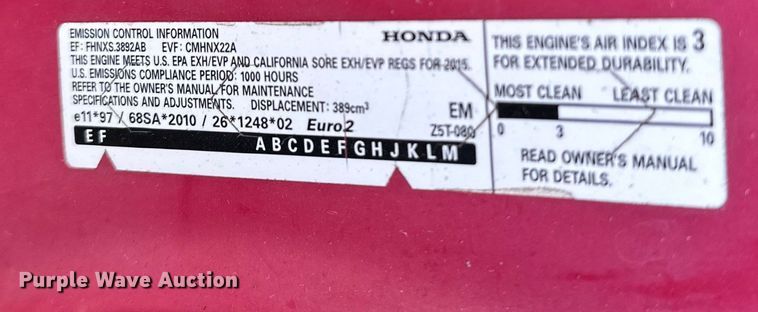 EMISSION CONTROL INFORMATION HONDA
EF: FHNXS.3892AB EVF: CMHNX22A
THIS ENGINE MEETS U.S. EPA EXH/EVP AND CALIFORNIA SORE EXH/EVP REGS FOR 2015.
U.S. EMISSIONS COMPLIANCE PERIOD: 1000 HOURS
REFER TO THE OWNER'S MANUAL FOR MAINTENANCE
SPECIFICATIONS AND ADJUSTMENTS. DISPLACEMENT: 389cm³ EM
e11*97 / 68SA*2010 / 26*1248*02 Euro.2 Z5T-080
E F A B C D E F G H J K L M
THIS ENGINE'S AIR INDEX IS 3
FOR EXTENDED DURABILITY.
MOST CLEAN LEAST CLEAN
0 3 10
READ OWNER'S MANUAL
FOR DETAILS.
Purple Wave Auction